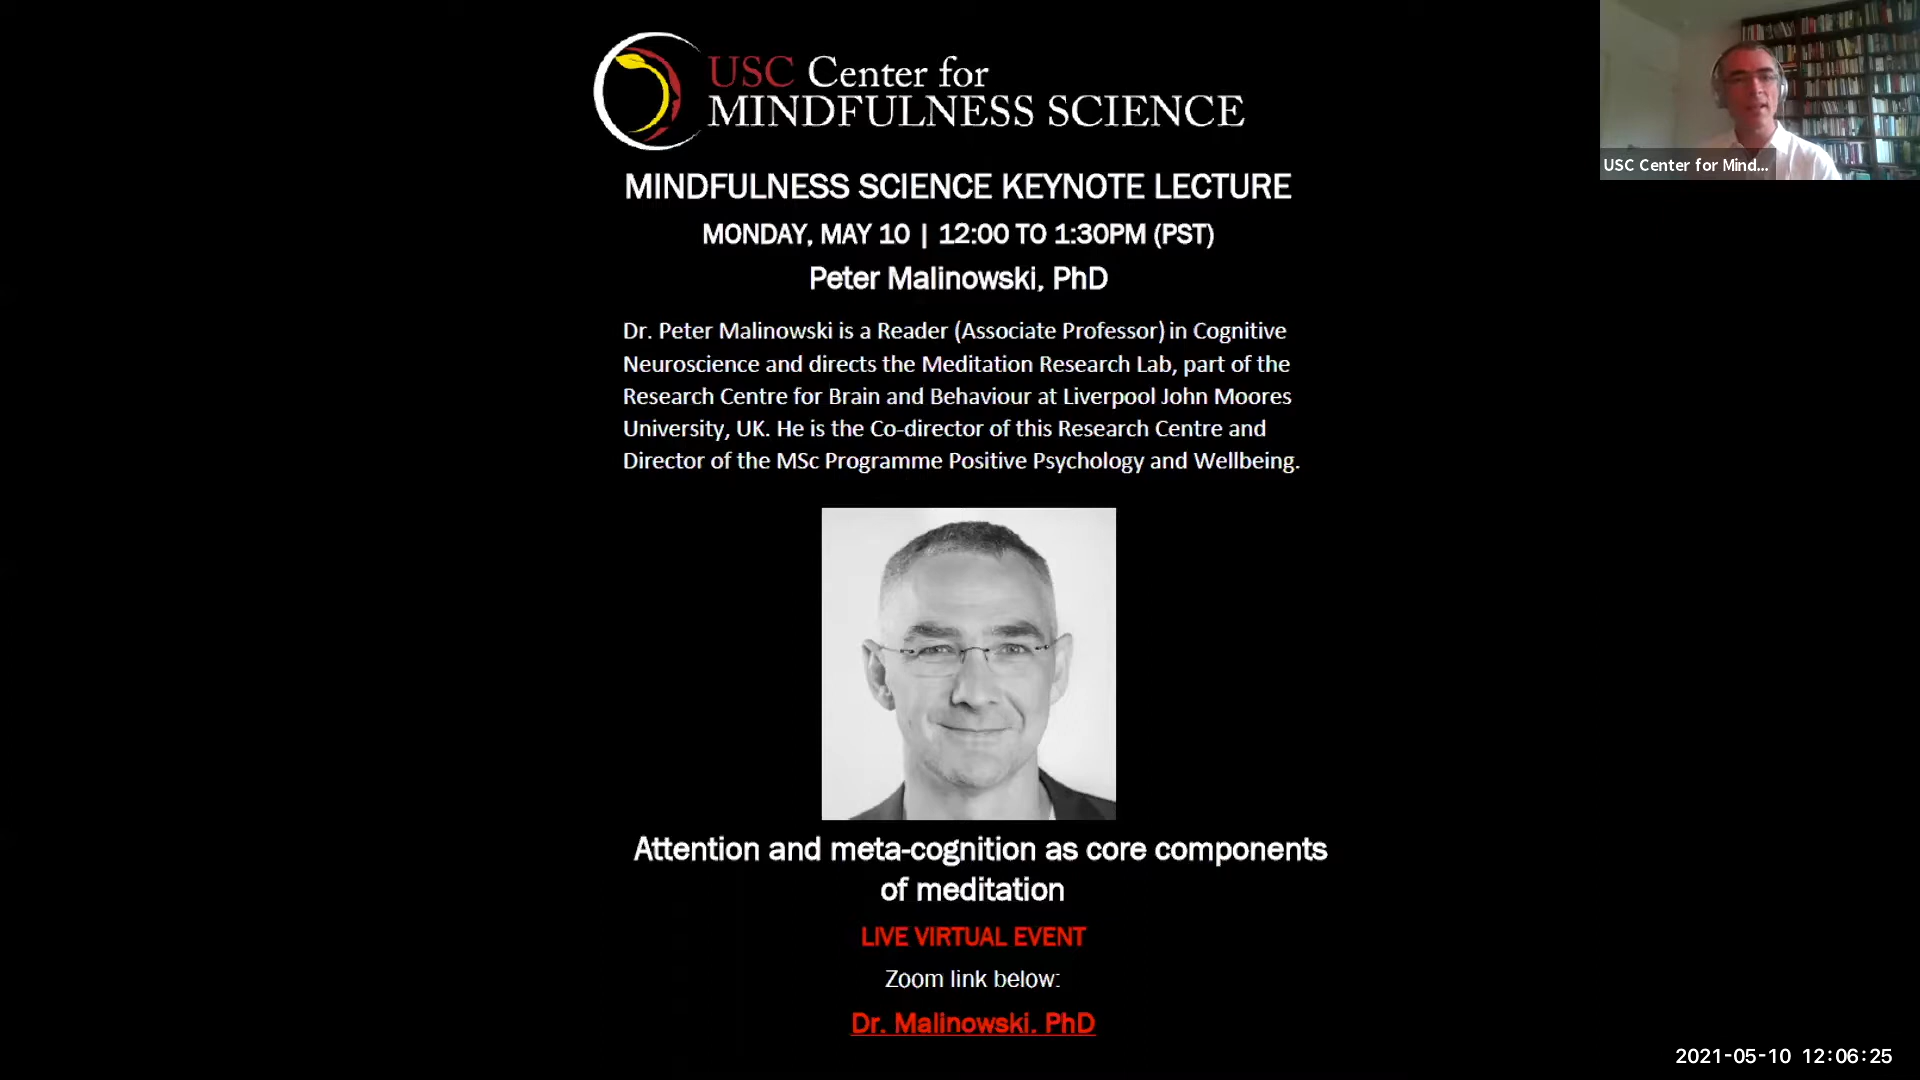 USC Center for
MINDFULNESS SCIENCE
USC Center for Mind...
MINDFULNESS SCIENCE KEYNOTE LECTURE
MONDAY, MAY 10 | 12:00 TO 1:30PM (PST)
Peter Malinowski, PhD
Dr. Peter Malinowski is a Reader (Associate Professor) in Cognitive
Neuroscience and directs the Meditation Research Lab, part of the
Research Centre for Brain and Behaviour at Liverpool John Moores
University, UK. He is the Co-director of this Research Centre and
Director of the MSc Programme Positive Psychology and Wellbeing.
Attention and meta-cognition as core components
of meditation
LIVE VIRTUAL EVENT
Zoom link below:
Dr. Malinowski, PhD
2021-05-10 12:06:25